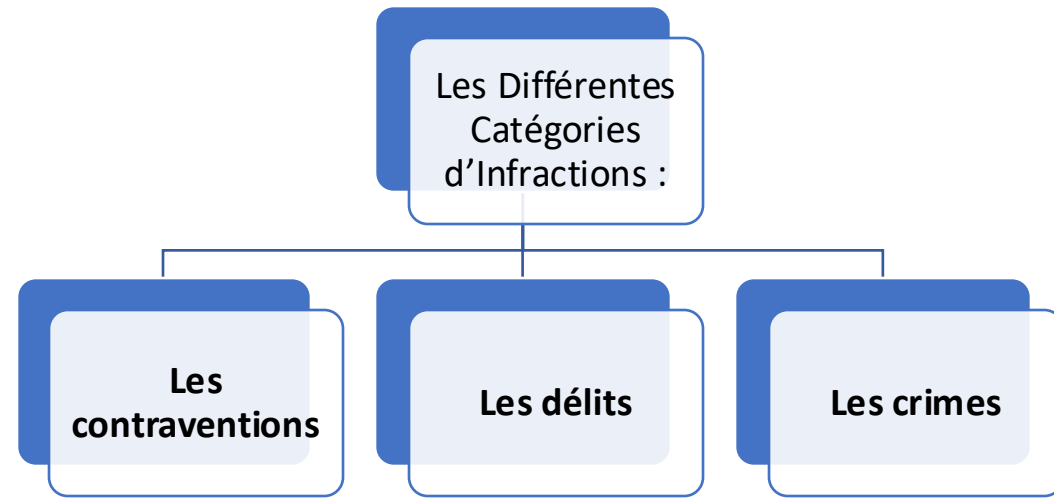 Les Différentes
Catégories
d’Infractions :
Les
contraventions
Les délits
Les crimes